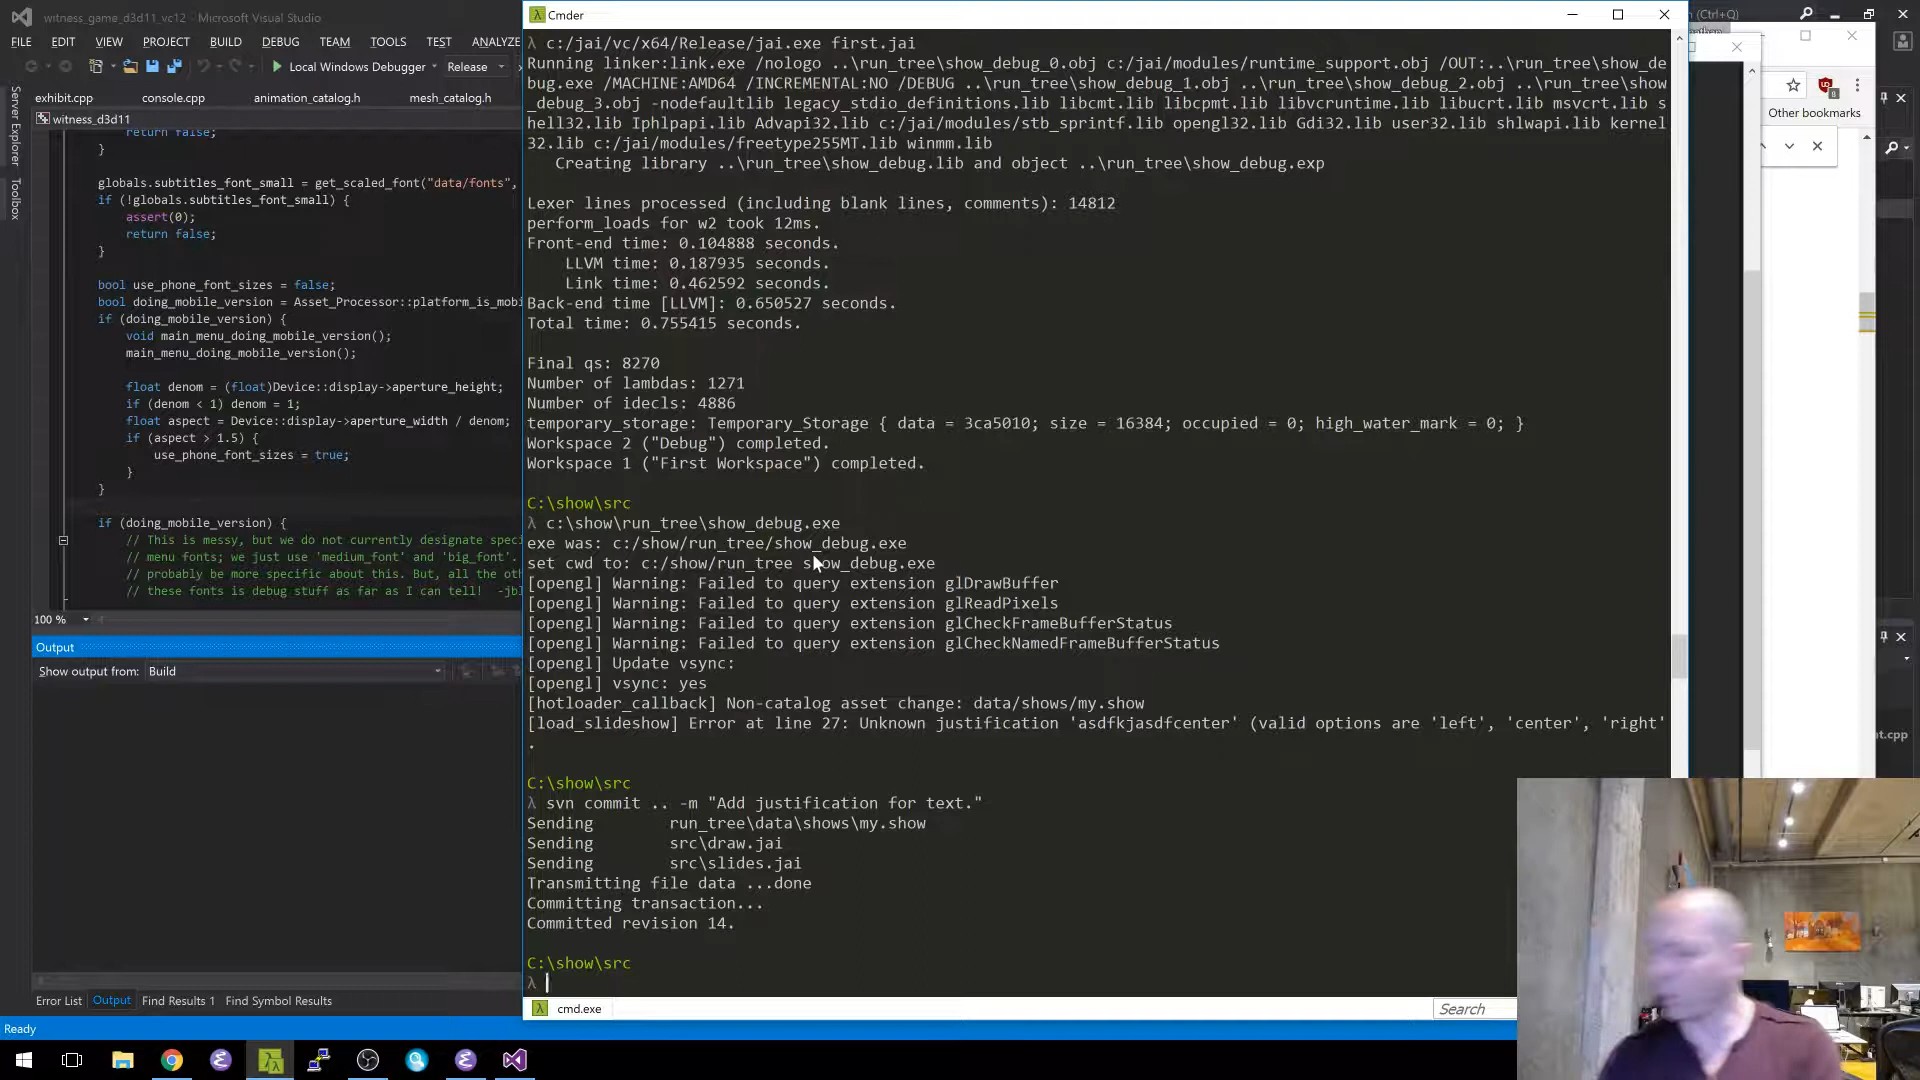 witness_game_d3d11_vc12 - Microsoft Visual Studio
FILE EDIT VIEW PROJECT BUILD DEBUG TEAM TOOLS TEST ANALYZE
Local Windows Debugger Release
exhibit.cpp console.cpp animation_catalog.h mesh_catalog.h
witness_d3d11
Server Explorer
Toolbox
return false;
}
globals.subtitles_font_small = get_scaled_font("data/fonts",
if (!globals.subtitles_font_small) {
assert(0);
return false;
}
bool use_phone_font_sizes = false;
bool doing_mobile_version = Asset_Processor::platform_is_mobi
if (doing_mobile_version) {
void main_menu_doing_mobile_version();
main_menu_doing_mobile_version();
float denom = (float)Device::display->aperture_height;
if (denom < 1) denom = 1;
float aspect = Device::display->aperture_width / denom;
if (aspect > 1.5) {
use_phone_font_sizes = true;
}
}
if (doing_mobile_version) {
// This is messy, but we do not currently designate speci
// menu fonts; we just use 'medium_font' and 'big_font'.
// probably be more specific about this. But, all the oth
// these fonts is debug stuff as far as I can tell! -jbl
100 %
Output
Show output from: Build
Error List Output Find Results 1 Find Symbol Results
Ready
Cmder
λ c:/jai/vc/x64/Release/jai.exe first.jai
Running linker:link.exe /nologo ..\run_tree\show_debug_0.obj c:/jai/modules/runtime_support.obj /OUT:..\run_tree\show_de
bug.exe /MACHINE:AMD64 /INCREMENTAL:NO /DEBUG ..\run_tree\show_debug_1.obj ..\run_tree\show_debug_2.obj ..\run_tree\show
_debug_3.obj -nodefaultlib legacy_stdio_definitions.lib libcmt.lib libcpmt.lib libvcruntime.lib libucrt.lib msvcrt.lib s
hell32.lib Iphlpapi.lib Advapi32.lib c:/jai/modules/stb_sprintf.lib opengl32.lib Gdi32.lib user32.lib shlwapi.lib kernel
32.lib c:/jai/modules/freetype255MT.lib winmm.lib
Creating library ..\run_tree\show_debug.lib and object ..\run_tree\show_debug.exp
Lexer lines processed (including blank lines, comments): 14812
perform_loads for w2 took 12ms.
Front-end time: 0.104888 seconds.
LLVM time: 0.187935 seconds.
Link time: 0.462592 seconds.
Back-end time [LLVM]: 0.650527 seconds.
Total time: 0.755415 seconds.
Final qs: 8270
Number of lambdas: 1271
Number of idecls: 4886
temporary_storage: Temporary_Storage { data = 3ca5010; size = 16384; occupied = 0; high_water_mark = 0; }
Workspace 2 ("Debug") completed.
Workspace 1 ("First Workspace") completed.
C:\show\src
λ c:\show\run_tree\show_debug.exe
exe was: c:/show/run_tree/show_debug.exe
set cwd to: c:/show/run_tree show_debug.exe
[opengl] Warning: Failed to query extension glDrawBuffer
[opengl] Warning: Failed to query extension glReadPixels
[opengl] Warning: Failed to query extension glCheckFrameBufferStatus
[opengl] Warning: Failed to query extension glCheckNamedFrameBufferStatus
[opengl] Update vsync:
[opengl] vsync: yes
[hotloader_callback] Non-catalog asset change: data/shows/my.show
[load_slideshow] Error at line 27: Unknown justification 'asdfkjasdfcenter' (valid options are 'left', 'center', 'right'
.
C:\show\src
λ svn commit .. -m "Add justification for text."
Sending run_tree\data\shows\my.show
Sending src\draw.jai
Sending src\slides.jai
Transmitting file data ...done
Committing transaction...
Committed revision 14.
C:\show\src
λ
cmd.exe
Search
(Ctrl+Q)
Other bookmarks
nt.cpp